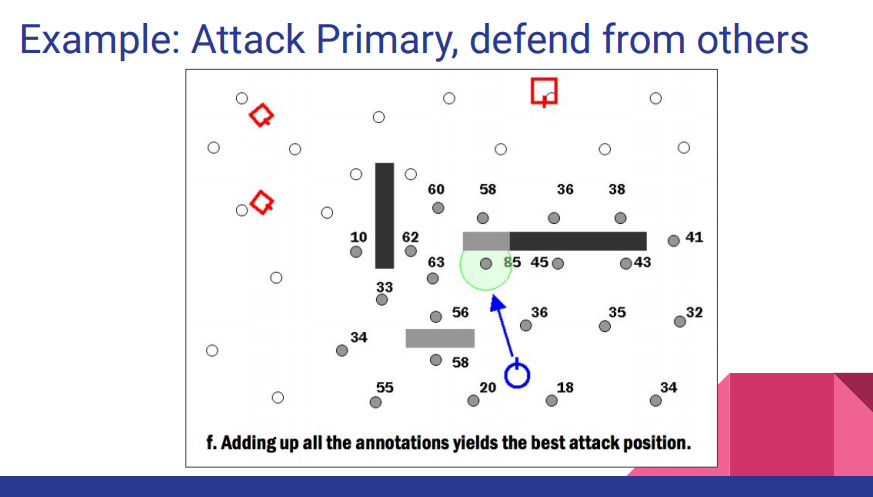 Example: Attack Primary, defend from others
60 58 36 38
10 62 41
63 85 45 43
33
56 36 35 32
34
58
55 20 18 34
f. Adding up all the annotations yields the best attack position.